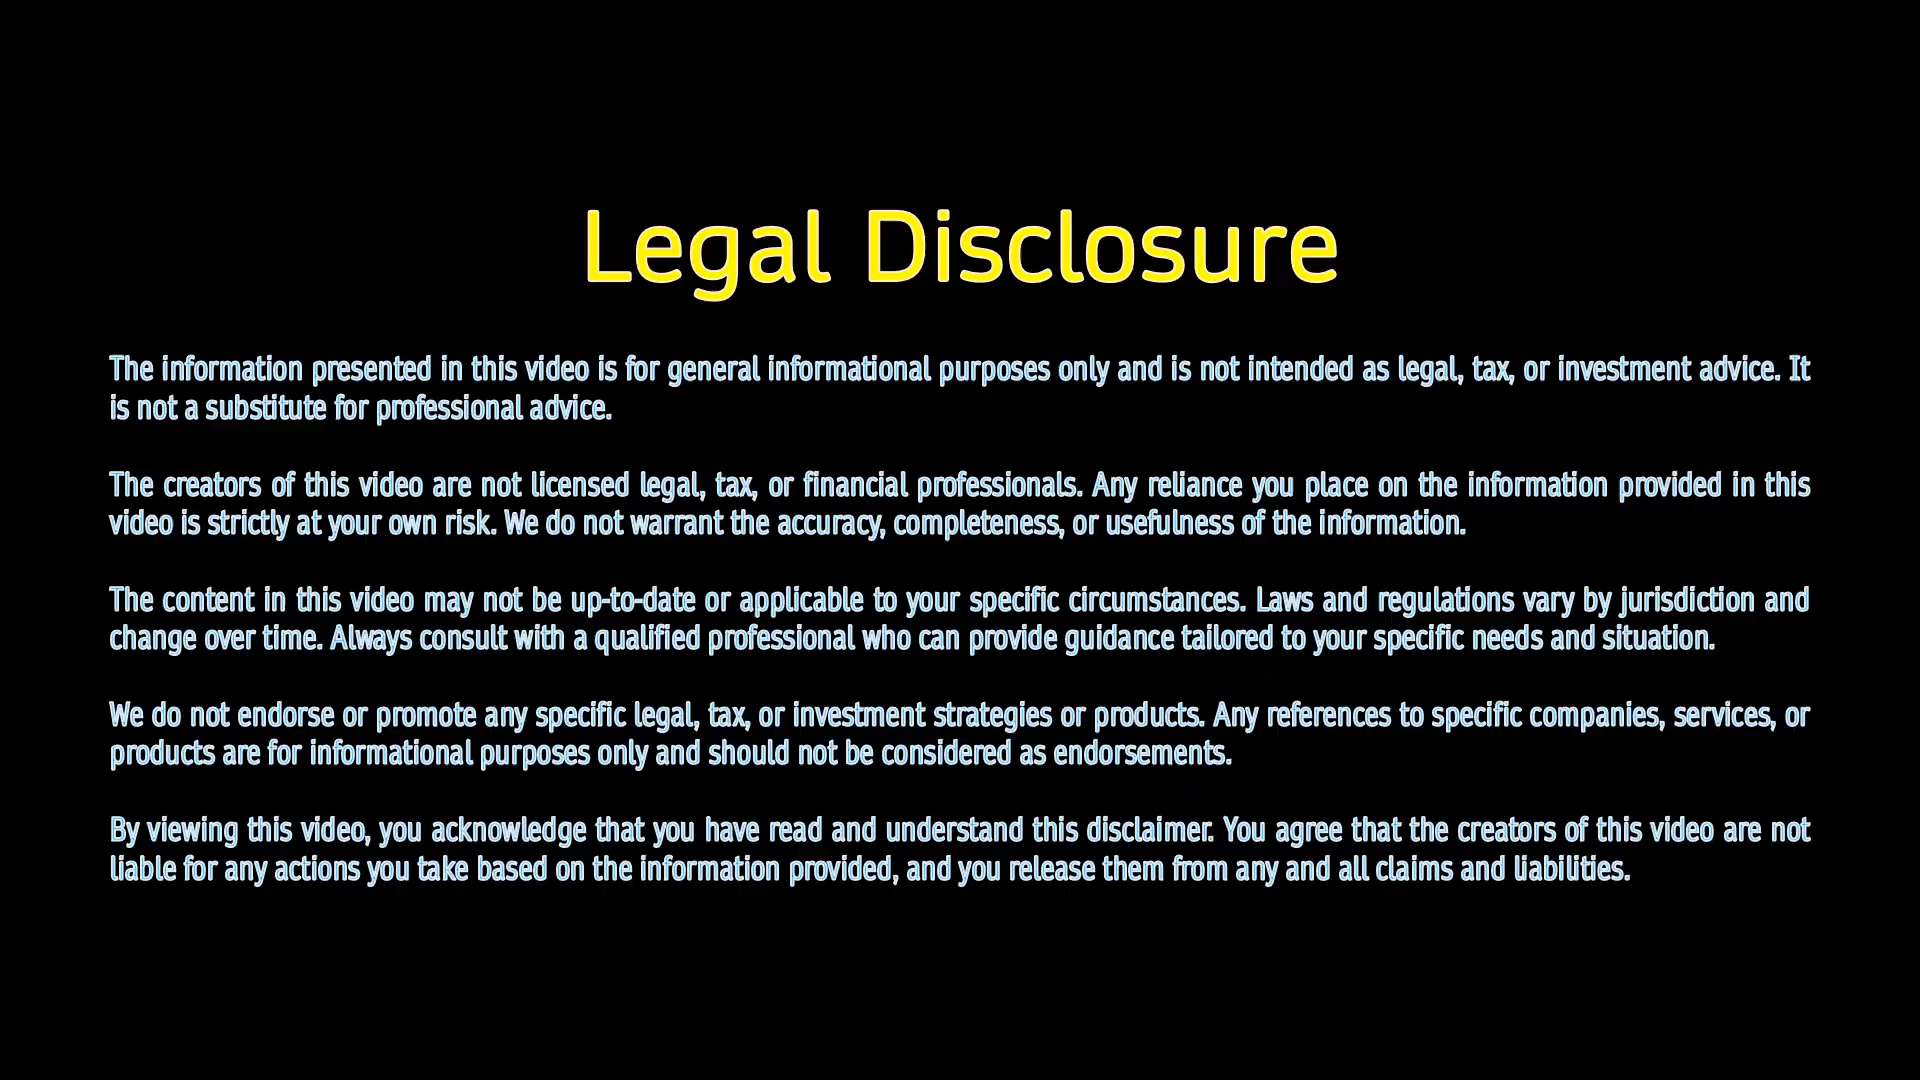 Legal Disclosure
The information presented in this video is for general informational purposes only and is not intended as legal, tax, or investment advice. It
is not a substitute for professional advice.
The creators of this video are not licensed legal, tax, or financial professionals. Any reliance you place on the information provided in this
video is strictly at your own risk. We do not warrant the accuracy, completeness, or usefulness of the information.
The content in this video may not be up-to-date or applicable to your specific circumstances. Laws and regulations vary by jurisdiction and
change over time. Always consult with a qualified professional who can provide guidance tailored to your specific needs and situation.
We do not endorse or promote any specific legal, tax, or investment strategies or products. Any references to specific companies, services, or
products are for informational purposes only and should not be considered as endorsements.
By viewing this video, you acknowledge that you have read and understand this disclaimer. You agree that the creators of this video are not
liable for any actions you take based on the information provided, and you release them from any and all claims and liabilities.